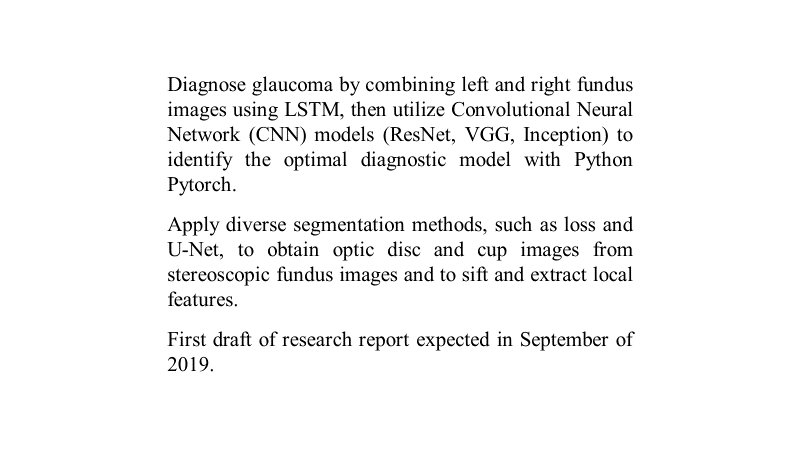 Diagnose glaucoma by combining left and right fundus
images using LSTM, then utilize Convolutional Neural
Network (CNN) models (ResNet, VGG, Inception) to
identify the optimal diagnostic model with Python
Pytorch.
Apply diverse segmentation methods, such as loss and
U-Net, to obtain optic disc and cup images from
stereoscopic fundus images and to sift and extract local
features.
First draft of research report expected in September of
2019.